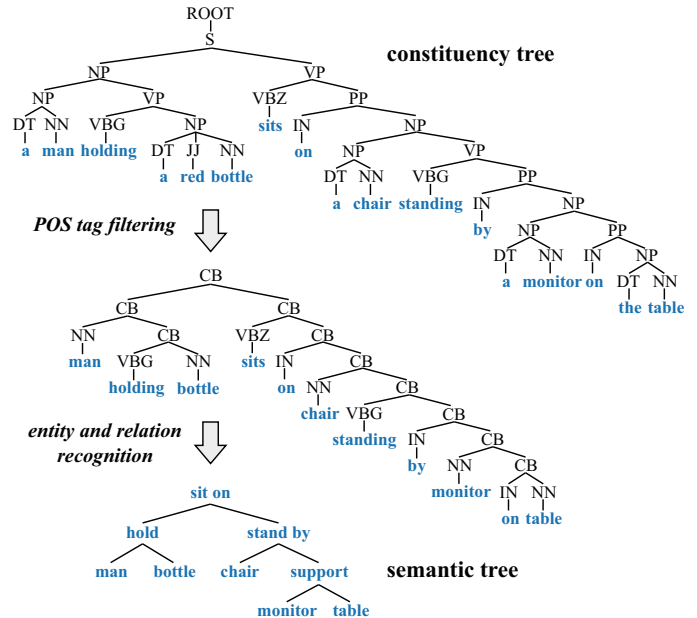 ROOT
S
constituency tree
NP VP
NP VP VBZ PP
sits
DT NN VBG NP IN NP
a man holding on
DT JJ NN NP VP
a red bottle
DT NN VBG PP
a chair standing
POS tag filtering
IN NP
by
NP PP
DT NN IN NP
a monitor on
DT NN
the table
CB
CB CB
NN CB VBZ CB
man sits
VBG NN IN CB
holding bottle on
NN CB
chair
VBG CB
standing
entity and relation
recognition
IN CB
by
NN CB
monitor
IN NN
on table
sit on
hold stand by
man bottle chair support
semantic tree
monitor table